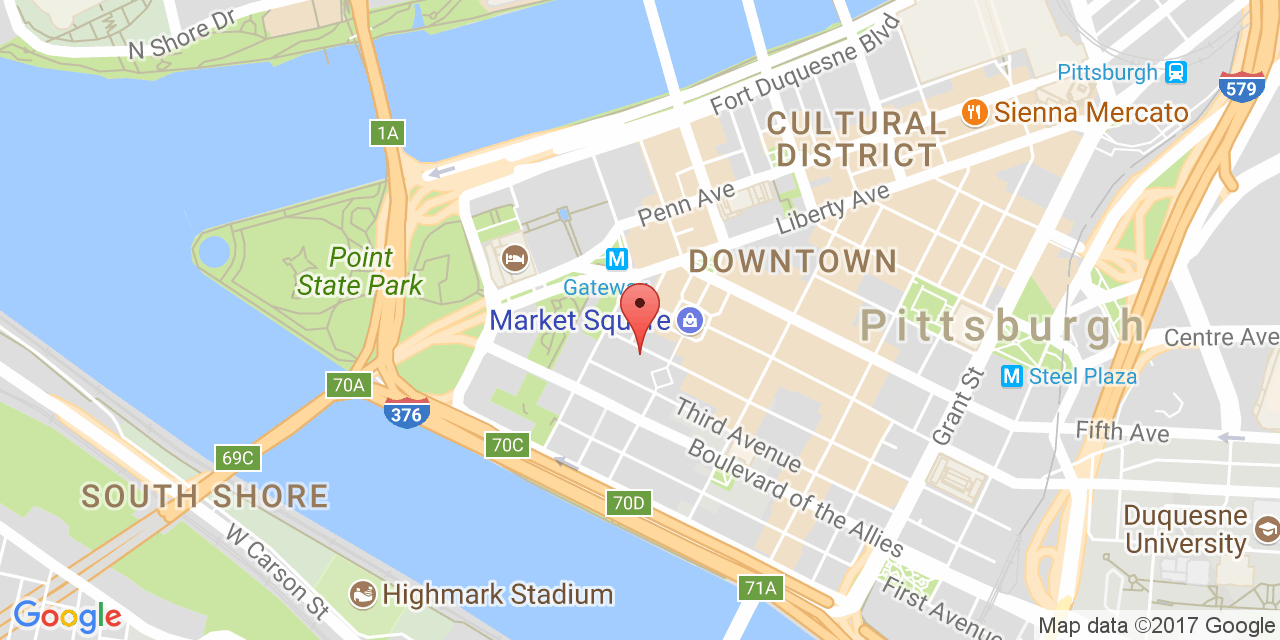 N Shore Dr
1A
Fort Duquesne Blvd
Pittsburgh
579
Sienna Mercato
CULTURAL
DISTRICT
Penn Ave
Liberty Ave
Point
State Park
M
Gateway
DOWNTOWN
Market Square
Pittsburgh
Centre Ave
M Steel Plaza
70A
376
Grant St
Third Avenue
Fifth Ave
70C
69C
SOUTH SHORE
Boulevard of the Allies
70D
W Carson St
Duquesne
University
71A
Highmark Stadium
First Avenue
Google
Map data ©2017 Google